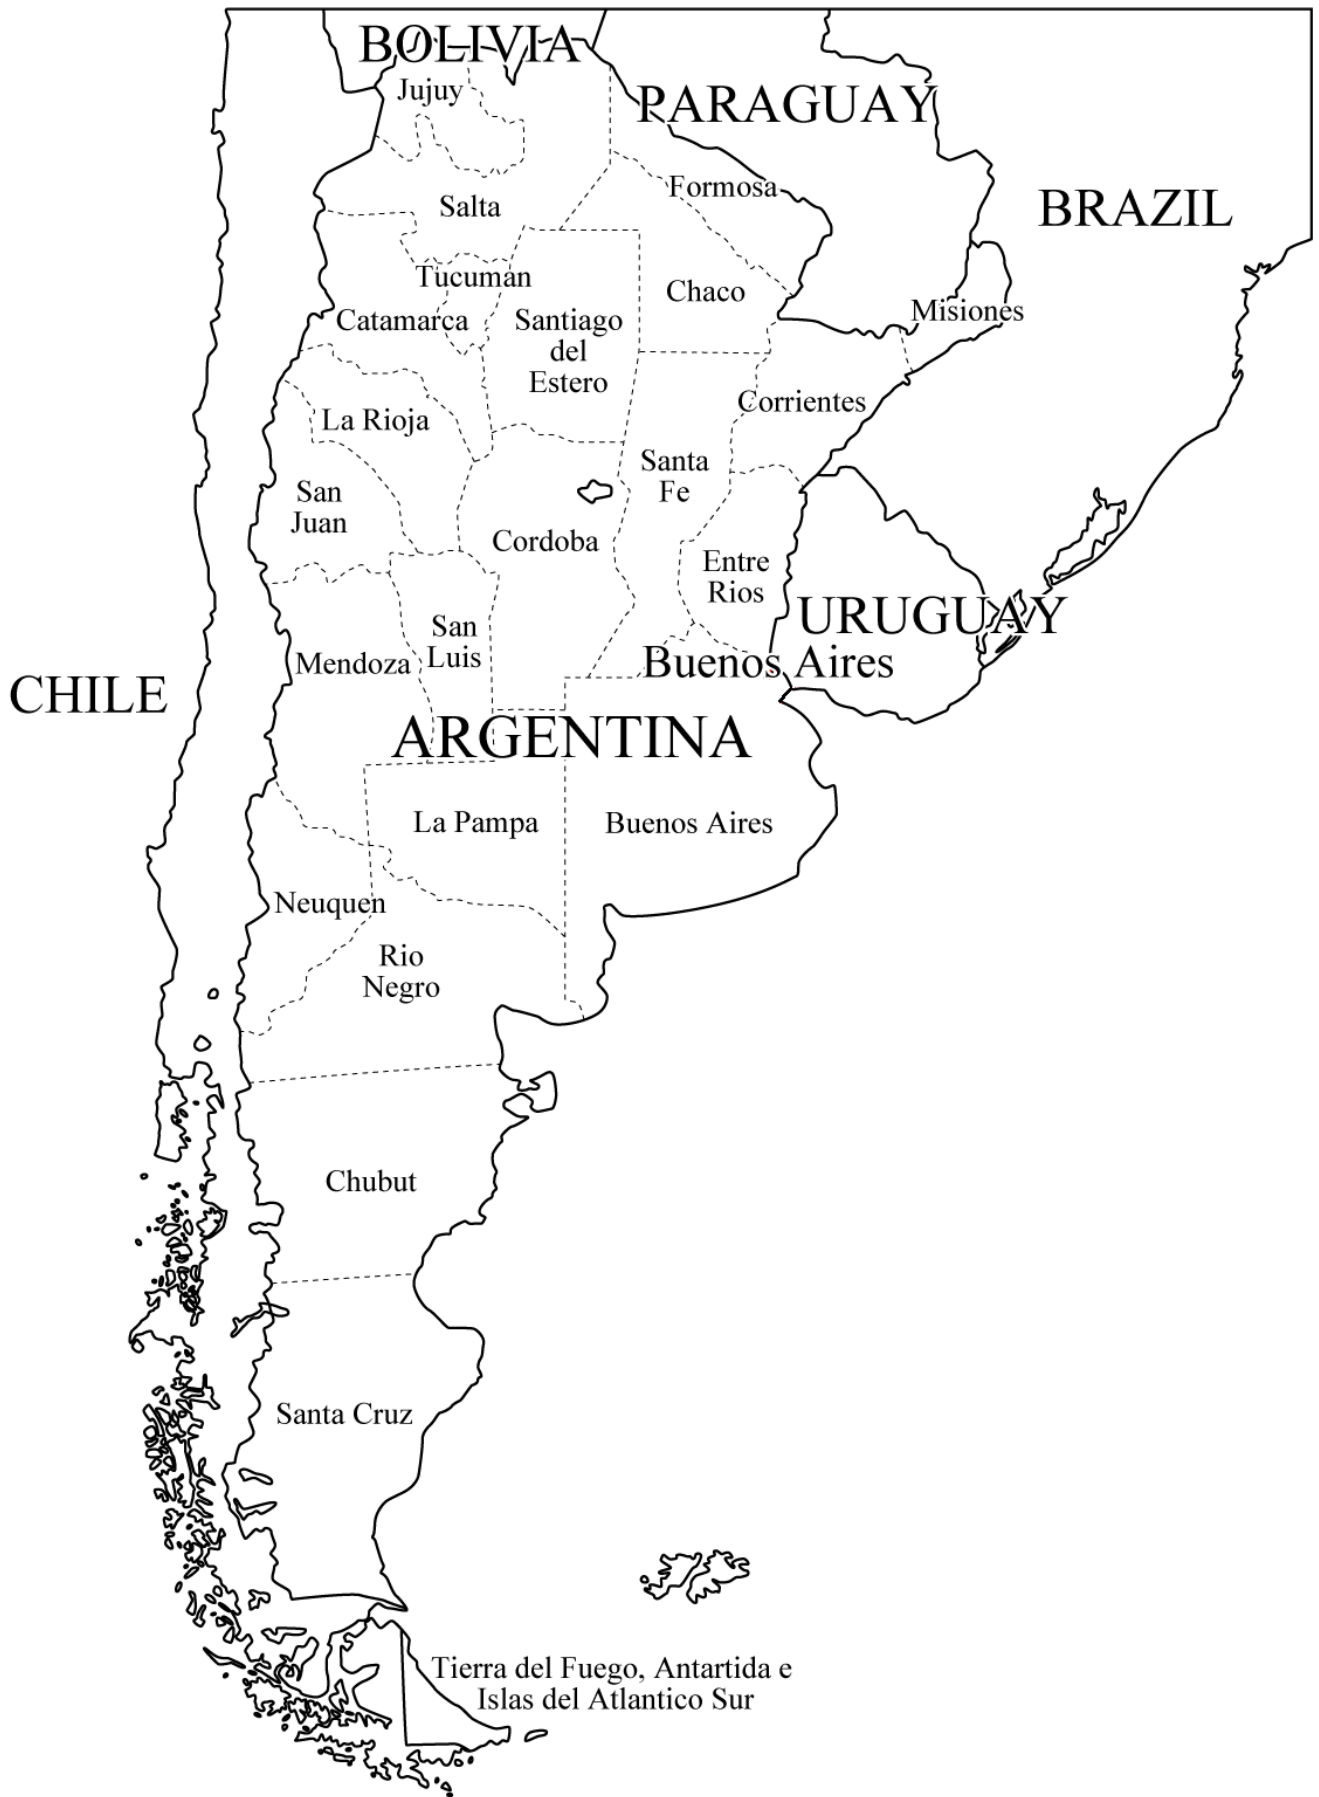 BOLIVIA
Jujuy
PARAGUAY
Formosa
Salta
BRAZIL
Tucuman
Chaco
Misiones
Catamarca
Santiago
del
Estero
Corrientes
La Rioja
Santa
Fe
San
Juan
Cordoba
Entre
Rios
URUGUAY
San
Luis
Mendoza
Buenos Aires
CHILE
ARGENTINA
La Pampa
Buenos Aires
Neuquen
Rio
Negro
Chubut
Santa Cruz
Tierra del Fuego, Antartida e
Islas del Atlantico Sur